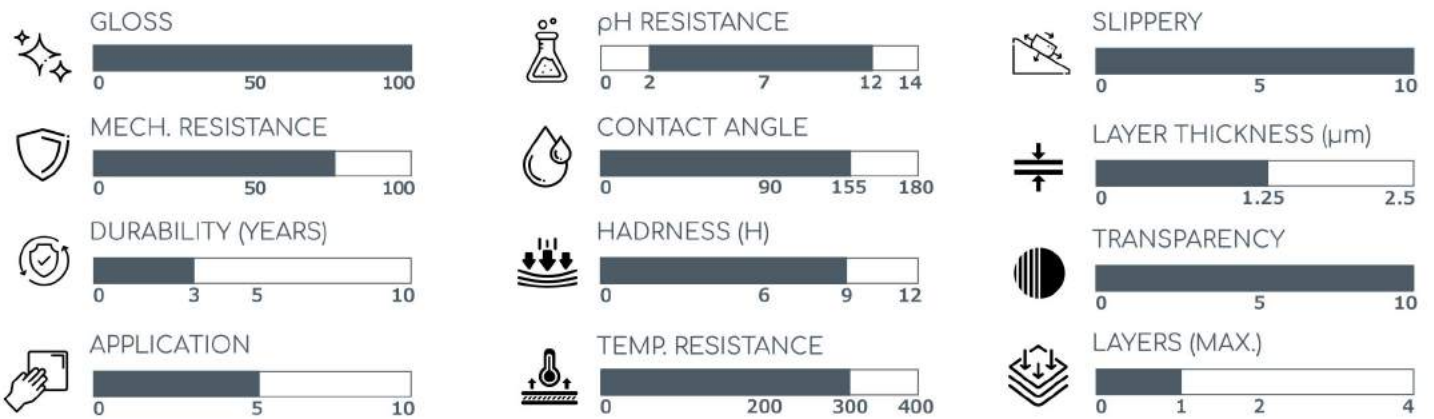 GLOSS
0 50 100
MECH. RESISTANCE
0 50 100
DURABILITY (YEARS)
0 3 5 10
APPLICATION
0 5 10
pH RESISTANCE
0 2 7 12 14
CONTACT ANGLE
0 90 155 180
HADRNESS (H)
0 6 9 12
TEMP. RESISTANCE
0 200 300 400
SLIPPERY
0 5 10
LAYER THICKNESS (μm)
0 1.25 2.5
TRANSPARENCY
0 5 10
LAYERS (MAX.)
0 1 2 4